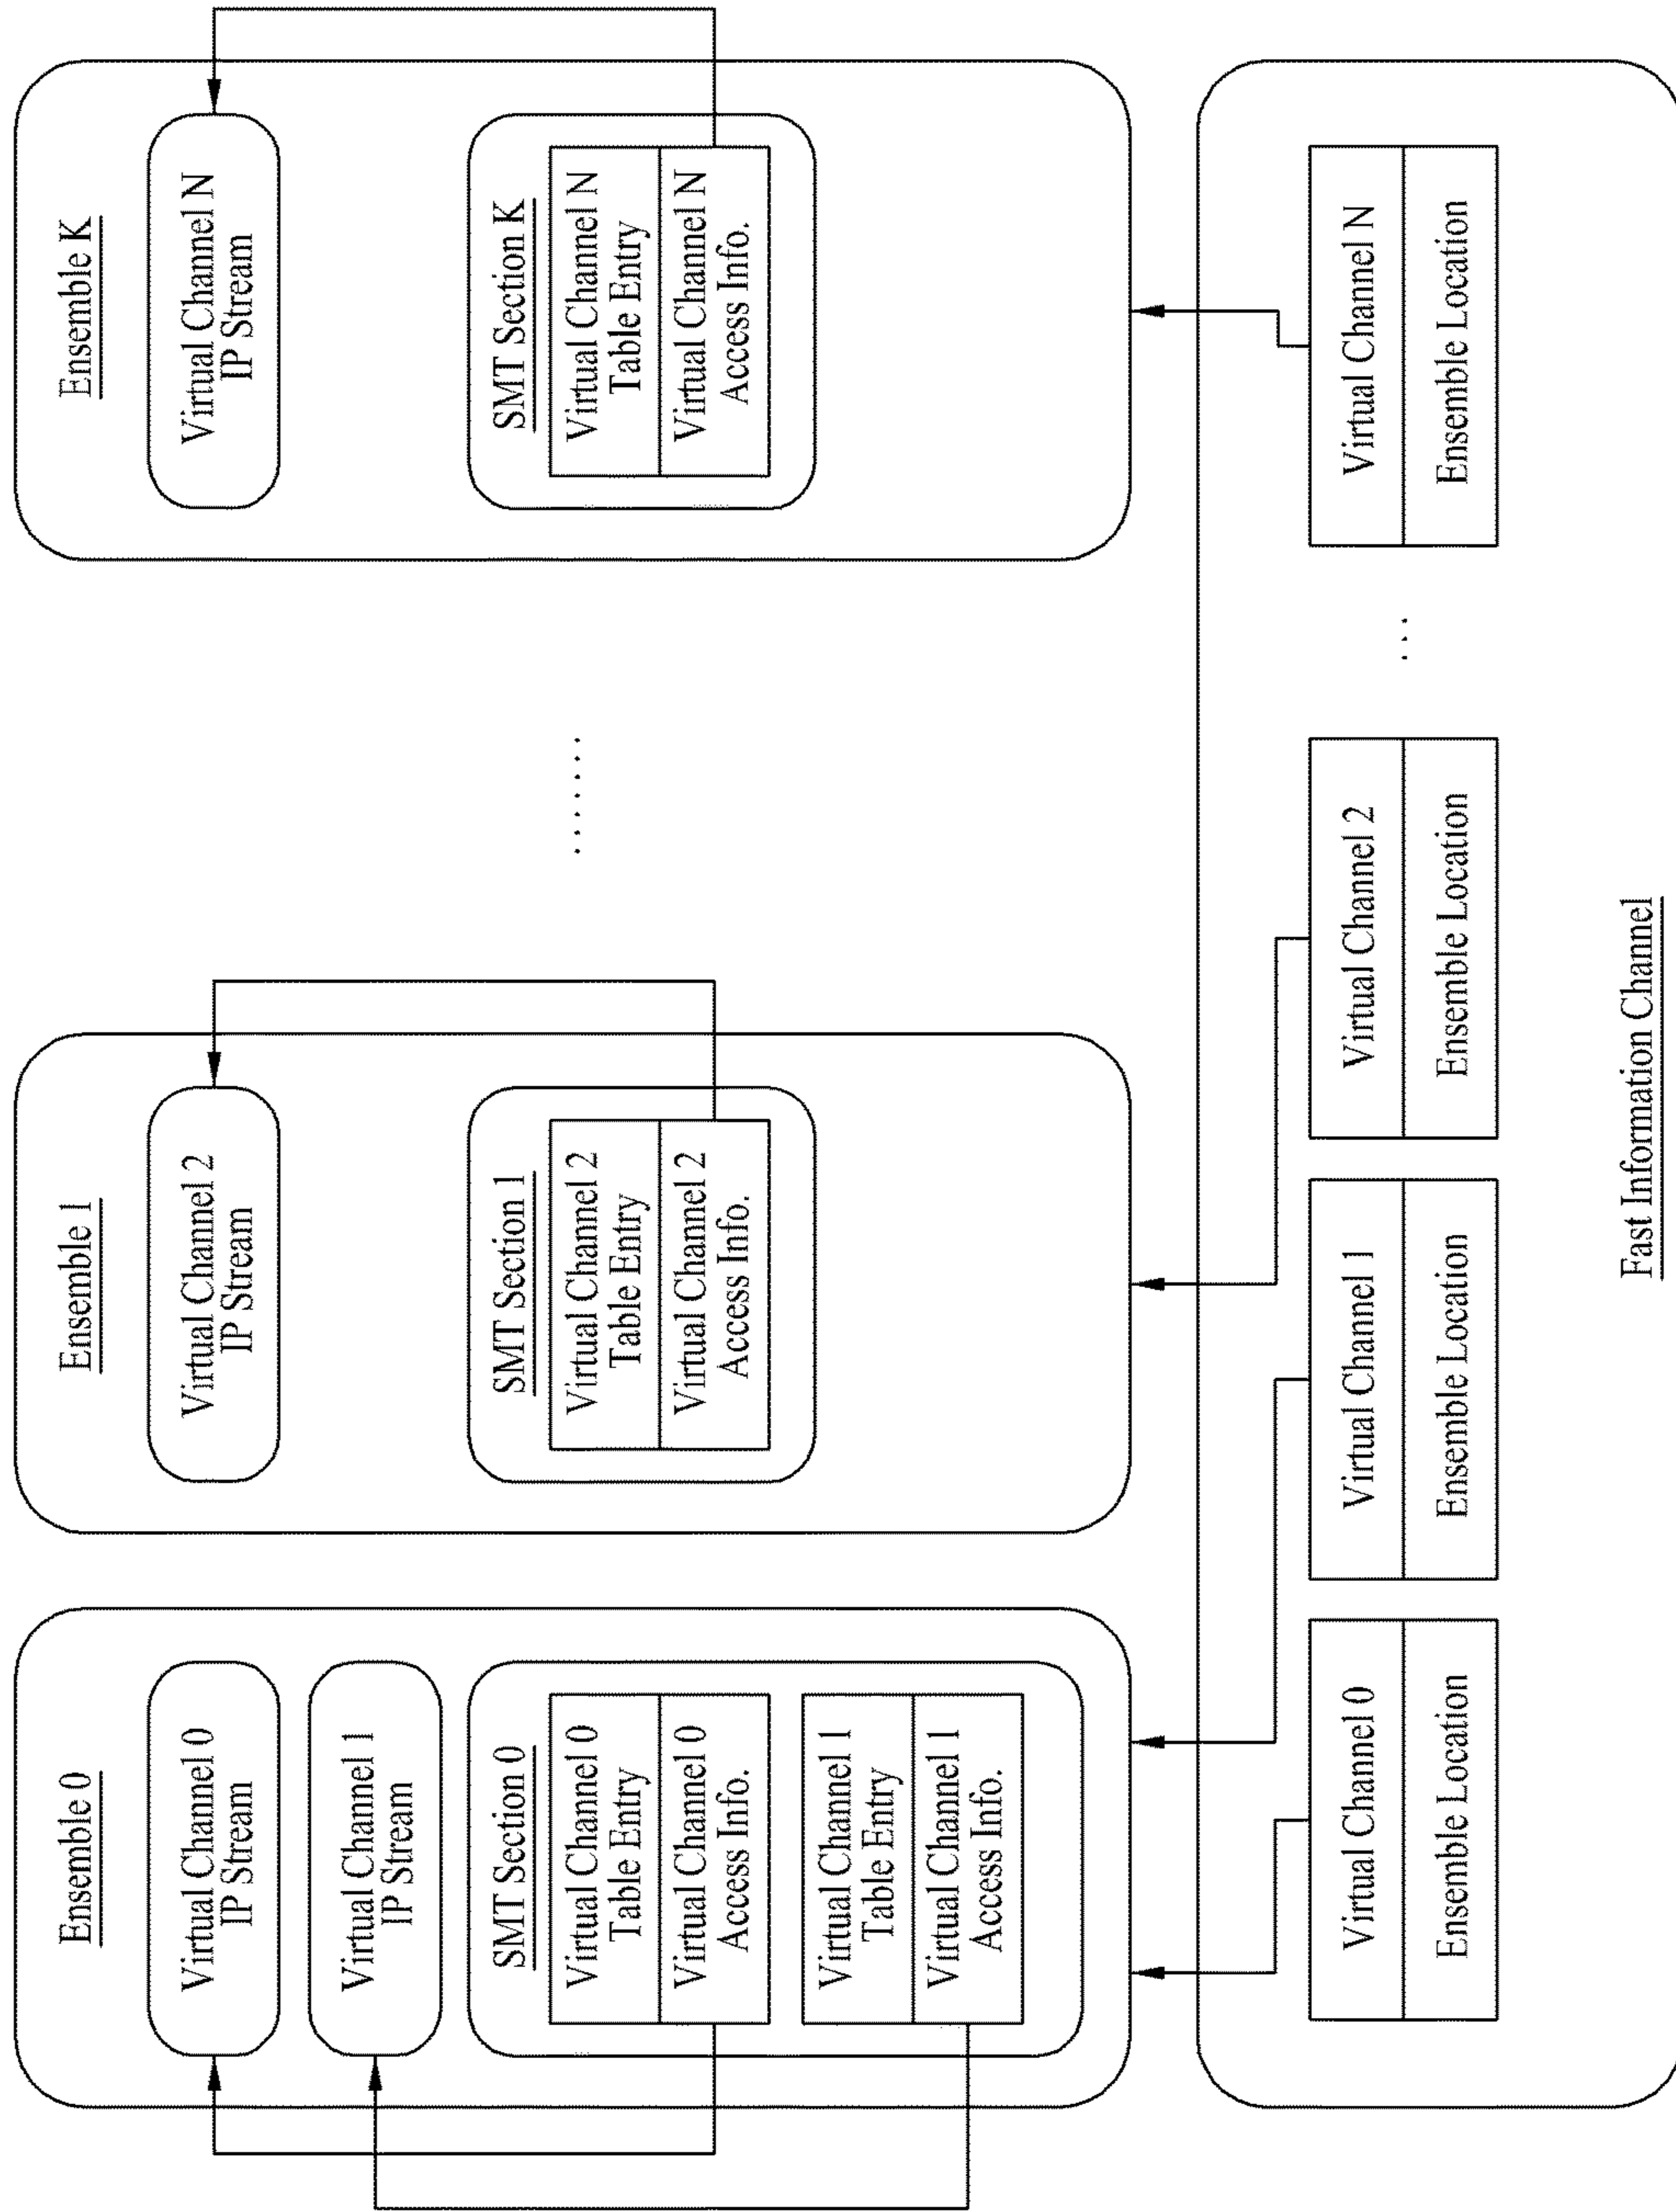 Ensemble 0
Virtual Channel 0
IP Stream
Virtual Channel 1
IP Stream
SMT Section 0
Virtual Channel 0
Table Entry
Virtual Channel 0
Access Info.
Virtual Channel 1
Table Entry
Virtual Channel 1
Access Info.
Ensemble 1
Virtual Channel 2
IP Stream
SMT Section 1
Virtual Channel 2
Table Entry
Virtual Channel 2
Access Info.
.......
Ensemble K
Virtual Channel N
IP Stream
SMT Section K
Virtual Channel N
Table Entry
Virtual Channel N
Access Info.
Virtual Channel 0
Ensemble Location
Virtual Channel 1
Ensemble Location
Virtual Channel 2
Ensemble Location
...
Virtual Channel N
Ensemble Location
Fast Information Channel